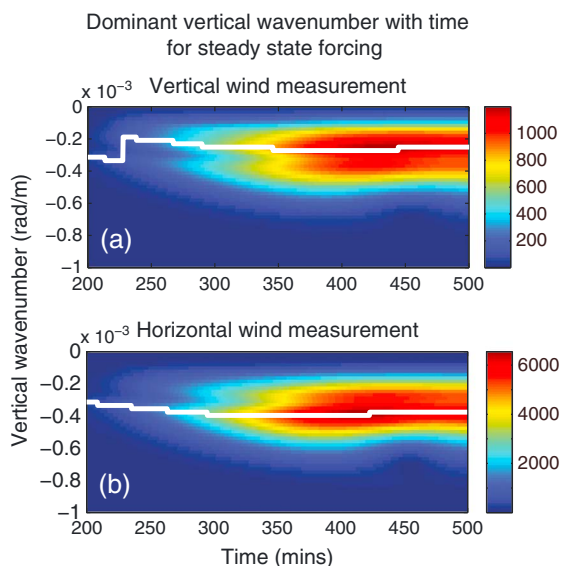 Dominant vertical wavenumber with time
for steady state forcing
Vertical wind measurement
x 10⁻³
0
−0.2
−0.4
−0.6
−0.8
−1
(a)
200 250 300 350 400 450 500
1000
800
600
400
200
Vertical wavenumber (rad/m)
Horizontal wind measurement
x 10⁻³
0
−0.2
−0.4
−0.6
−0.8
−1
(b)
200 250 300 350 400 450 500
6000
4000
2000
Time (mins)